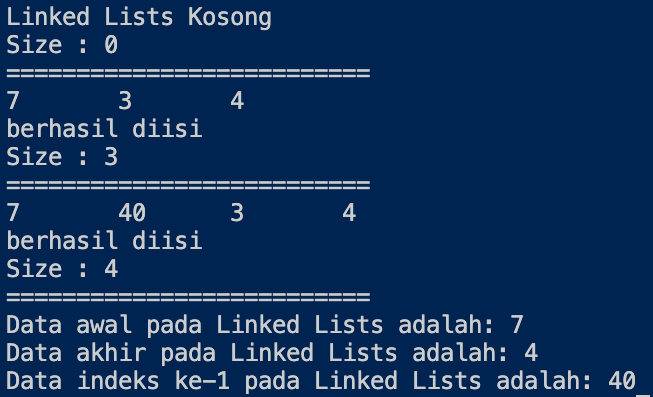 Linked Lists Kosong
Size : 0
==========================
7       3       4
berhasil diisi
Size : 3
==========================
7       40      3       4
berhasil diisi
Size : 4
==========================
Data awal pada Linked Lists adalah: 7
Data akhir pada Linked Lists adalah: 4
Data indeks ke-1 pada Linked Lists adalah: 40